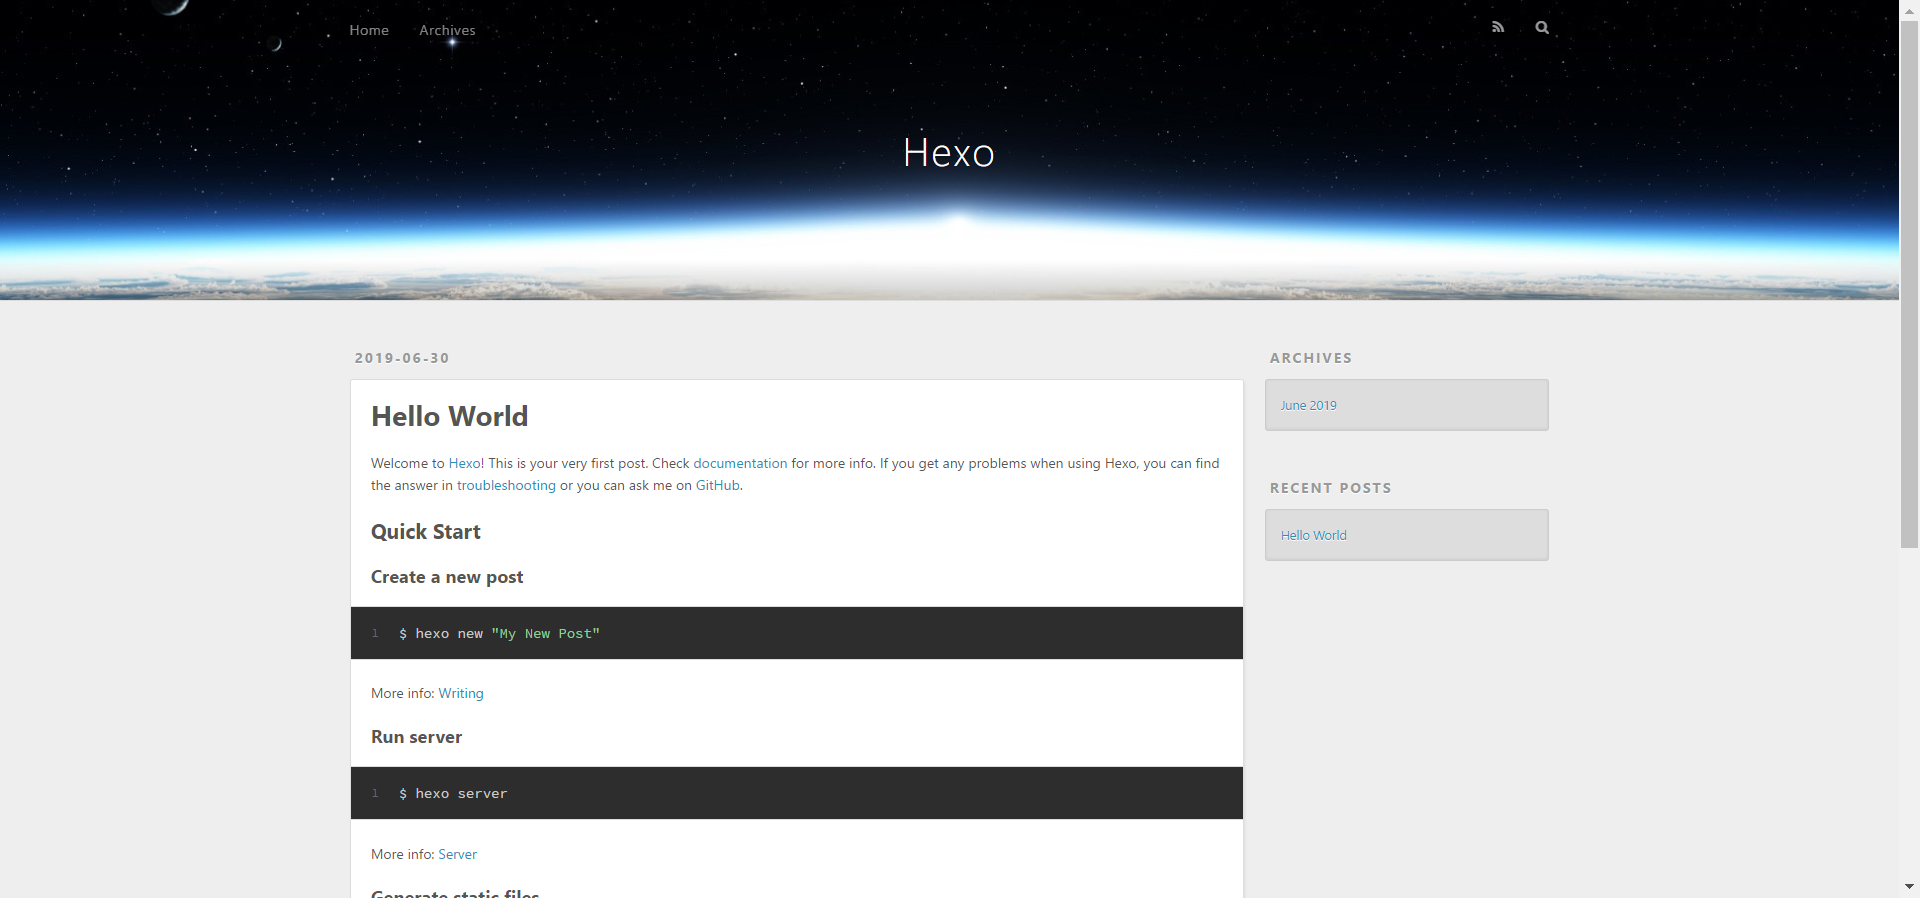 Home Archives
Hexo
2019-06-30
Hello World
Welcome to Hexo! This is your very first post. Check documentation for more info. If you get any problems when using Hexo, you can find
the answer in troubleshooting or you can ask me on GitHub.
Quick Start
Create a new post
1 $ hexo new "My New Post"
More info: Writing
Run server
1 $ hexo server
More info: Server
Generate static files
ARCHIVES
June 2019
RECENT POSTS
Hello World